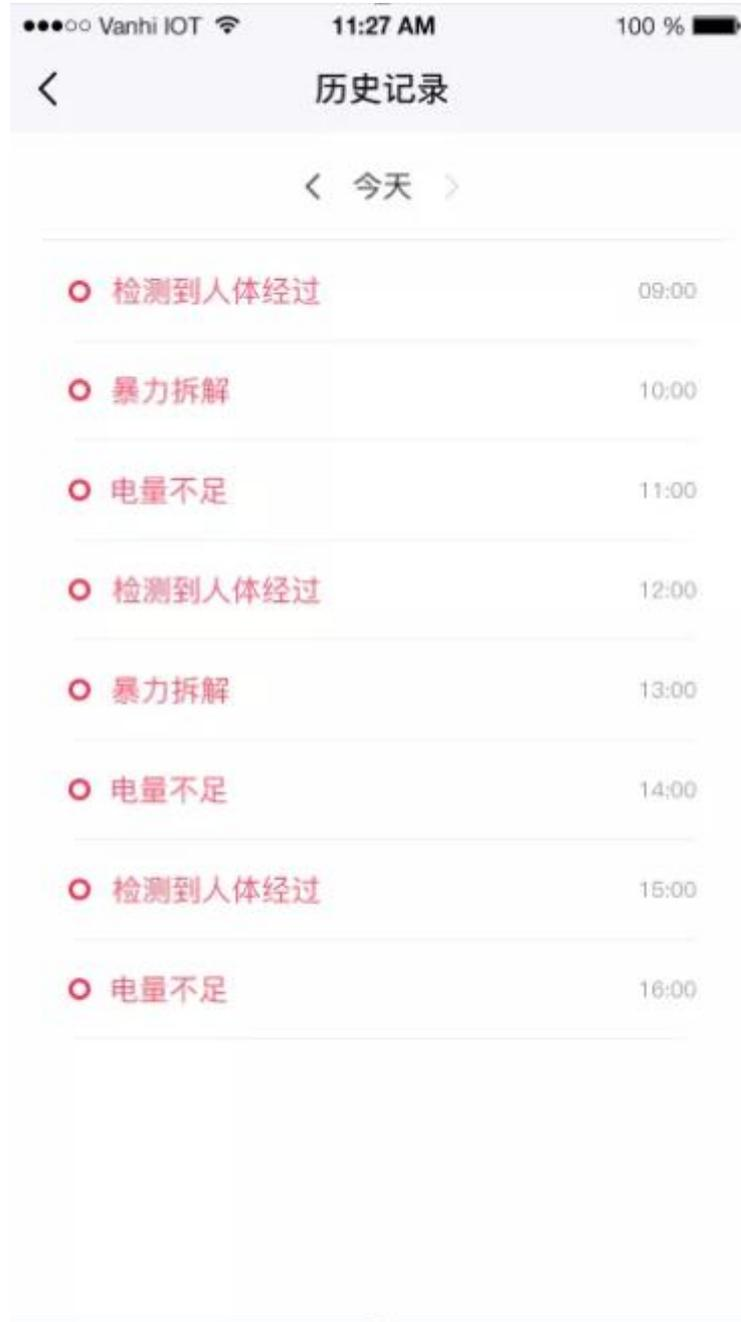 Vanhi IOT 11:27 AM 100 %
历史记录
今天
检测到人体经过 09:00
暴力拆解 10:00
电量不足 11:00
检测到人体经过 12:00
暴力拆解 13:00
电量不足 14:00
检测到人体经过 15:00
电量不足 16:00